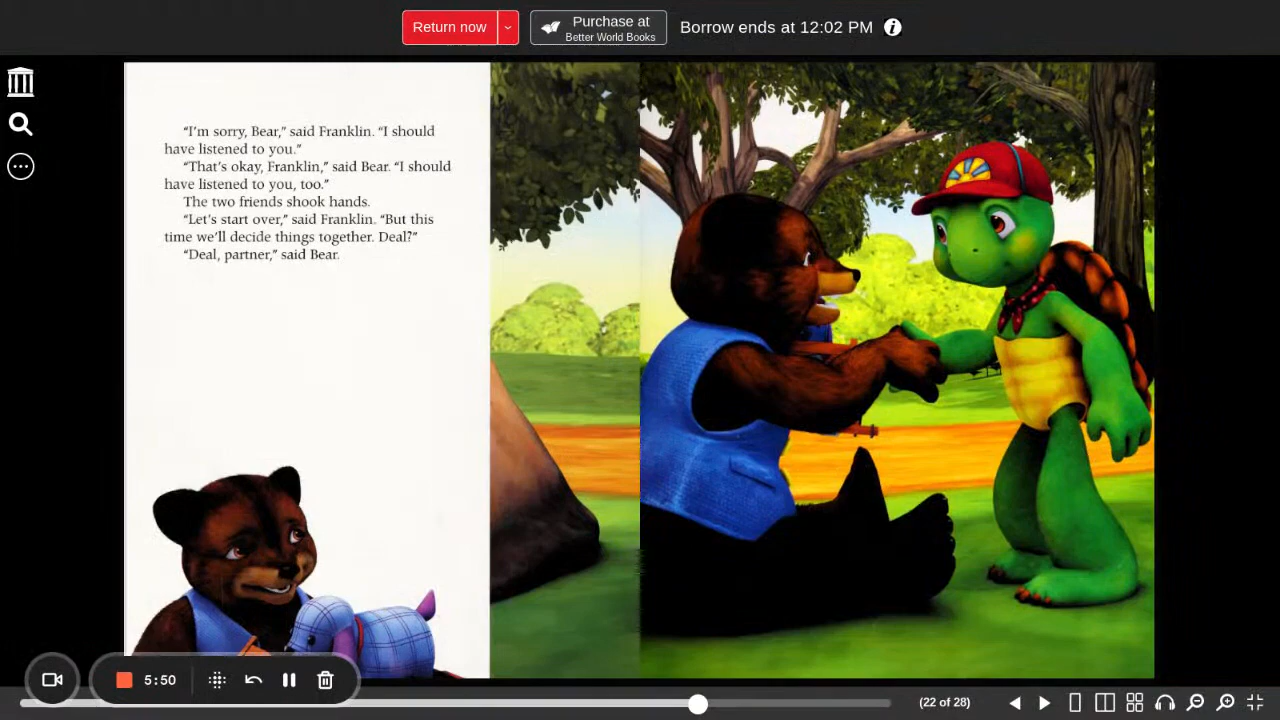 Return now
Purchase at
Better World Books
Borrow ends at 12:02 PM
“I’m sorry, Bear,” said Franklin. “I should
have listened to you.”
“That’s okay, Franklin,” said Bear. “I should
have listened to you, too.”
The two friends shook hands.
“Let’s start over,” said Franklin. “But this
time we’ll decide things together. Deal?”
“Deal, partner,” said Bear.
5:50
(22 of 28)